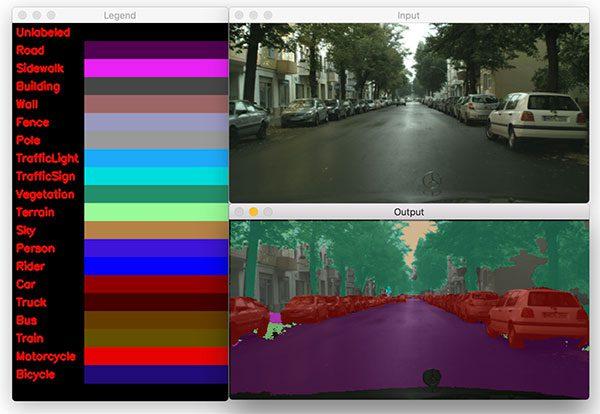 Legend
Unlabeled
Road
Sidewalk
Building
Wall
Fence
Pole
TrafficLight
TrafficSign
Vegetation
Terrain
Sky
Person
Rider
Car
Truck
Bus
Train
Motorcycle
Bicycle
Input
Output